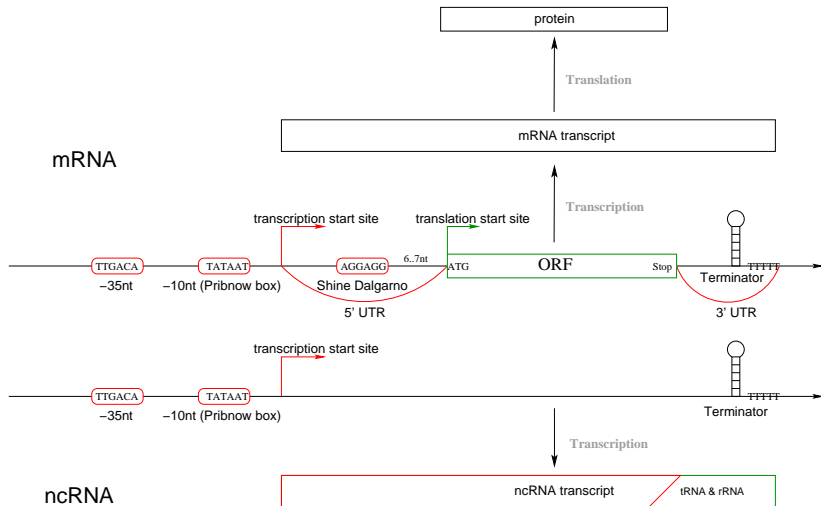 protein
Translation
mRNA transcript
mRNA
Transcription
transcription start site
translation start site
6..7nt
TTGACA
TATAAT
AGGAGG
ATG
ORF
Stop
TTTTT
−35nt
−10nt (Pribnow box)
Shine Dalgarno
Terminator
5' UTR
3' UTR
transcription start site
TTGACA
TATAAT
TTTTT
−35nt
−10nt (Pribnow box)
Terminator
Transcription
ncRNA
ncRNA transcript
tRNA & rRNA